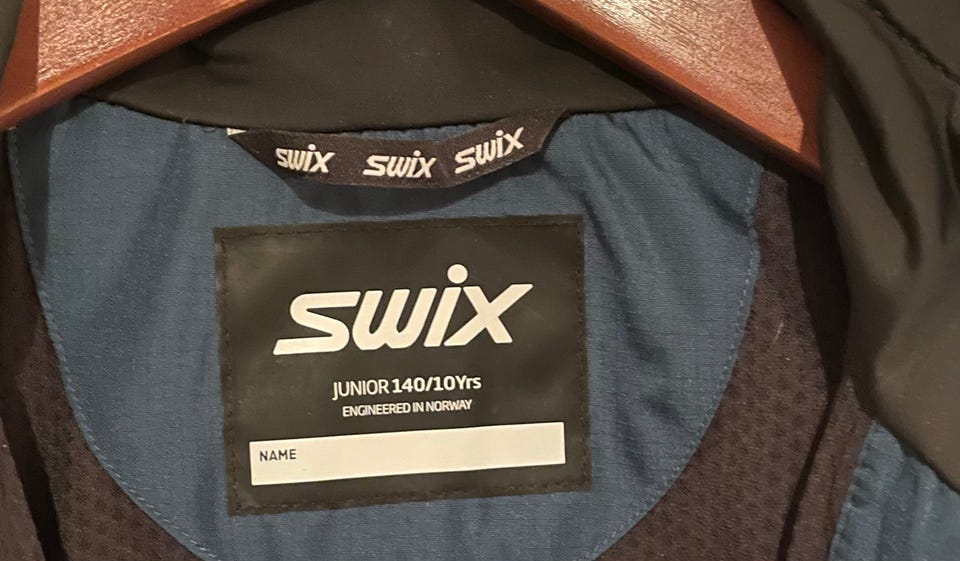 swix swix swix
swix
JUNIOR 140/10Yrs
ENGINEERED IN NORWAY
NAME